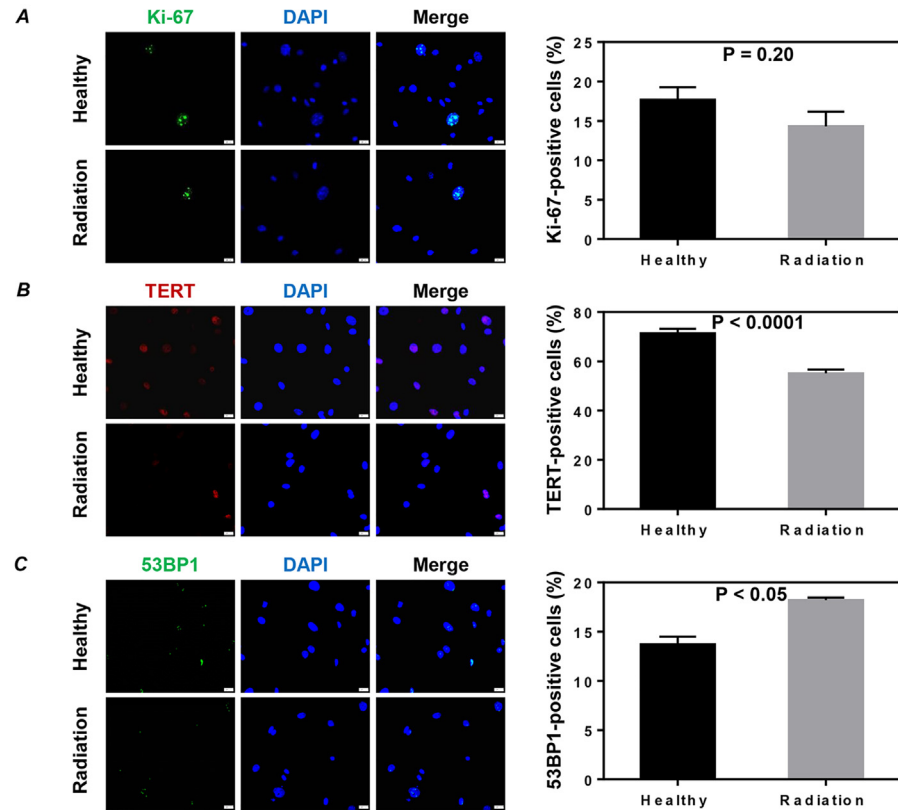 A
Ki-67 DAPI Merge
Healthy
Radiation
Ki-67-positive cells (%)
25
20
15
10
5
0
P = 0.20
Healthy Radiation
B
TERT DAPI Merge
Healthy
Radiation
TERT-positive cells (%)
80
60
40
20
0
P < 0.0001
Healthy Radiation
C
53BP1 DAPI Merge
Healthy
Radiation
53BP1-positive cells (%)
20
15
10
5
0
P < 0.05
Healthy Radiation